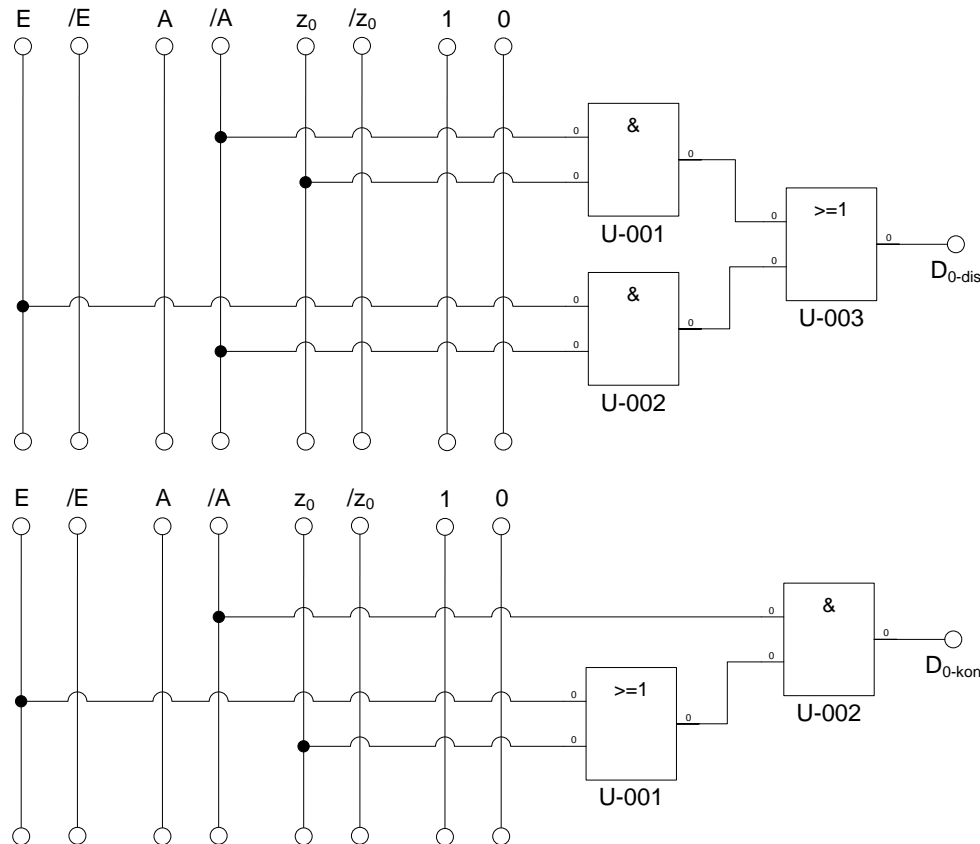 E /E A /A z₀ /z₀ 1 0
0 & 0
0
U-001
0 >=1 0
0
D₀₋dis
U-003
0 & 0
0
U-002
E /E A /A z₀ /z₀ 1 0
0 & 0
0
D₀₋kon
U-002
0 >=1 0
0
U-001